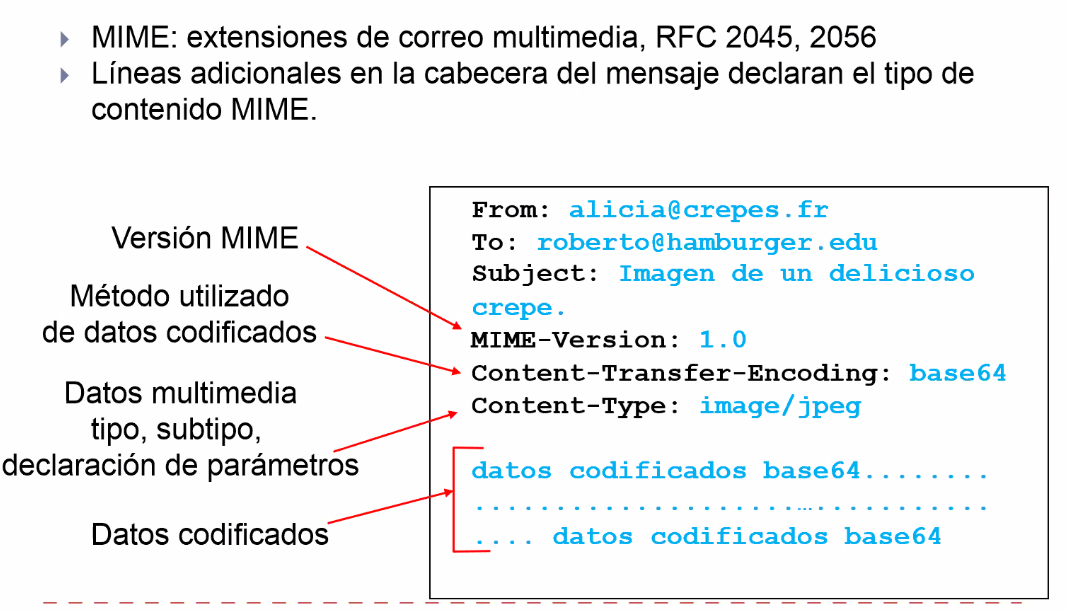 MIME: extensiones de correo multimedia, RFC 2045, 2056
Líneas adicionales en la cabecera del mensaje declaran el tipo de
contenido MIME.
Versión MIME
Método utilizado
de datos codificados
Datos multimedia
tipo, subtipo,
declaración de parámetros
Datos codificados
From: alicia@crepes.fr
To: roberto@hamburger.edu
Subject: Imagen de un delicioso
crepe.
MIME-Version: 1.0
Content-Transfer-Encoding: base64
Content-Type: image/jpeg
datos codificados base64........
....................…...........
.... datos codificados base64